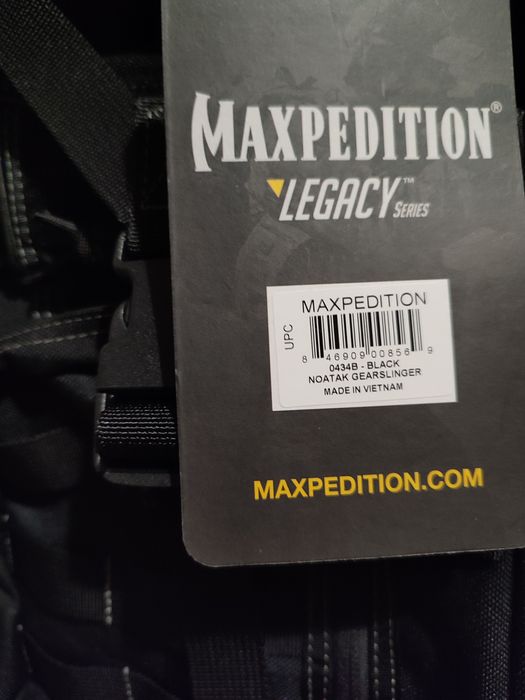 MAXPEDITION®
LEGACY™ SERIES
MAXPEDITION
UPC
8 46909 00856 9
0434B - BLACK
NOATAK GEARSLINGER
MADE IN VIETNAM
MAXPEDITION.COM